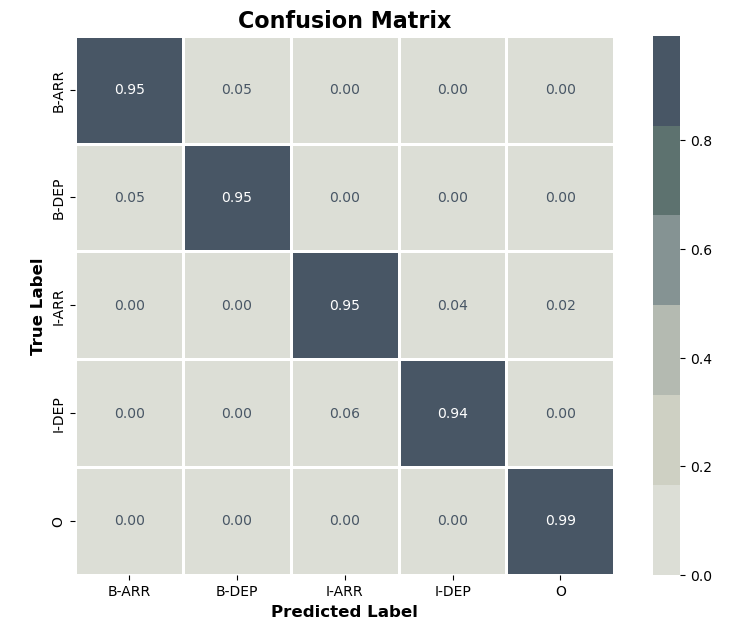 Confusion Matrix
B-ARR 0.95 0.05 0.00 0.00 0.00
B-DEP 0.05 0.95 0.00 0.00 0.00
I-ARR 0.00 0.00 0.95 0.04 0.02
I-DEP 0.00 0.00 0.06 0.94 0.00
O 0.00 0.00 0.00 0.00 0.99
True Label
B-ARR B-DEP I-ARR I-DEP O
Predicted Label
0.8
0.6
0.4
0.2
0.0